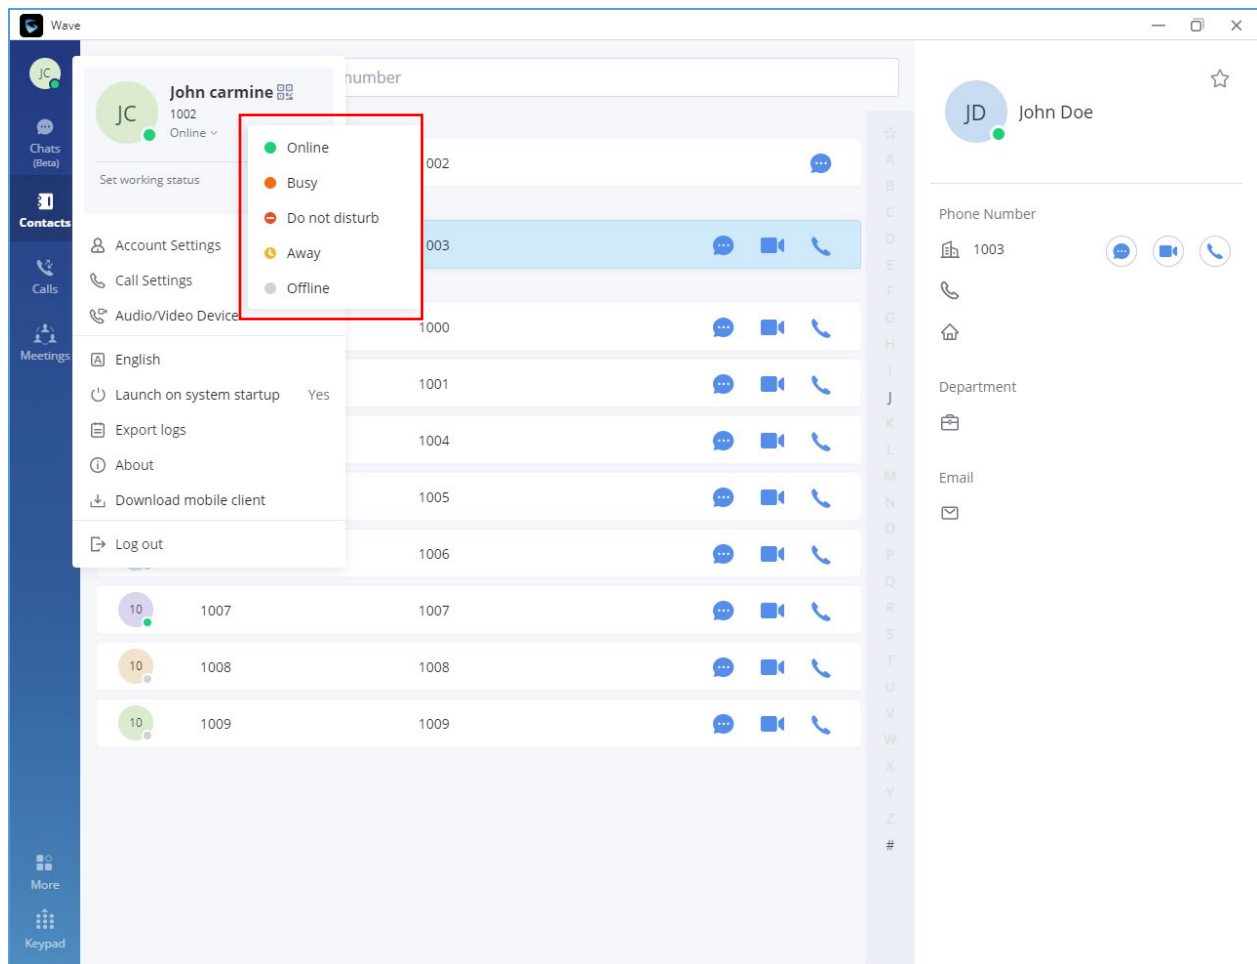 Wave
JC
Chats
(Beta)
Contacts
Calls
Meetings
More
Keypad
JC
John carmine
1002
Online
Set working status
Account Settings
Call Settings
Audio/Video Device
English
Launch on system startup Yes
Export logs
About
Download mobile client
Log out
Online
Busy
Do not disturb
Away
Offline
number
002
003
1000
1001
1004
1005
1006
10 1007 1007
10 1008 1008
10 1009 1009
A
B
C
D
E
F
G
H
I
J
K
L
M
N
O
P
Q
R
S
T
U
V
W
X
Y
Z
#
JD John Doe
Phone Number
1003
Department
Email